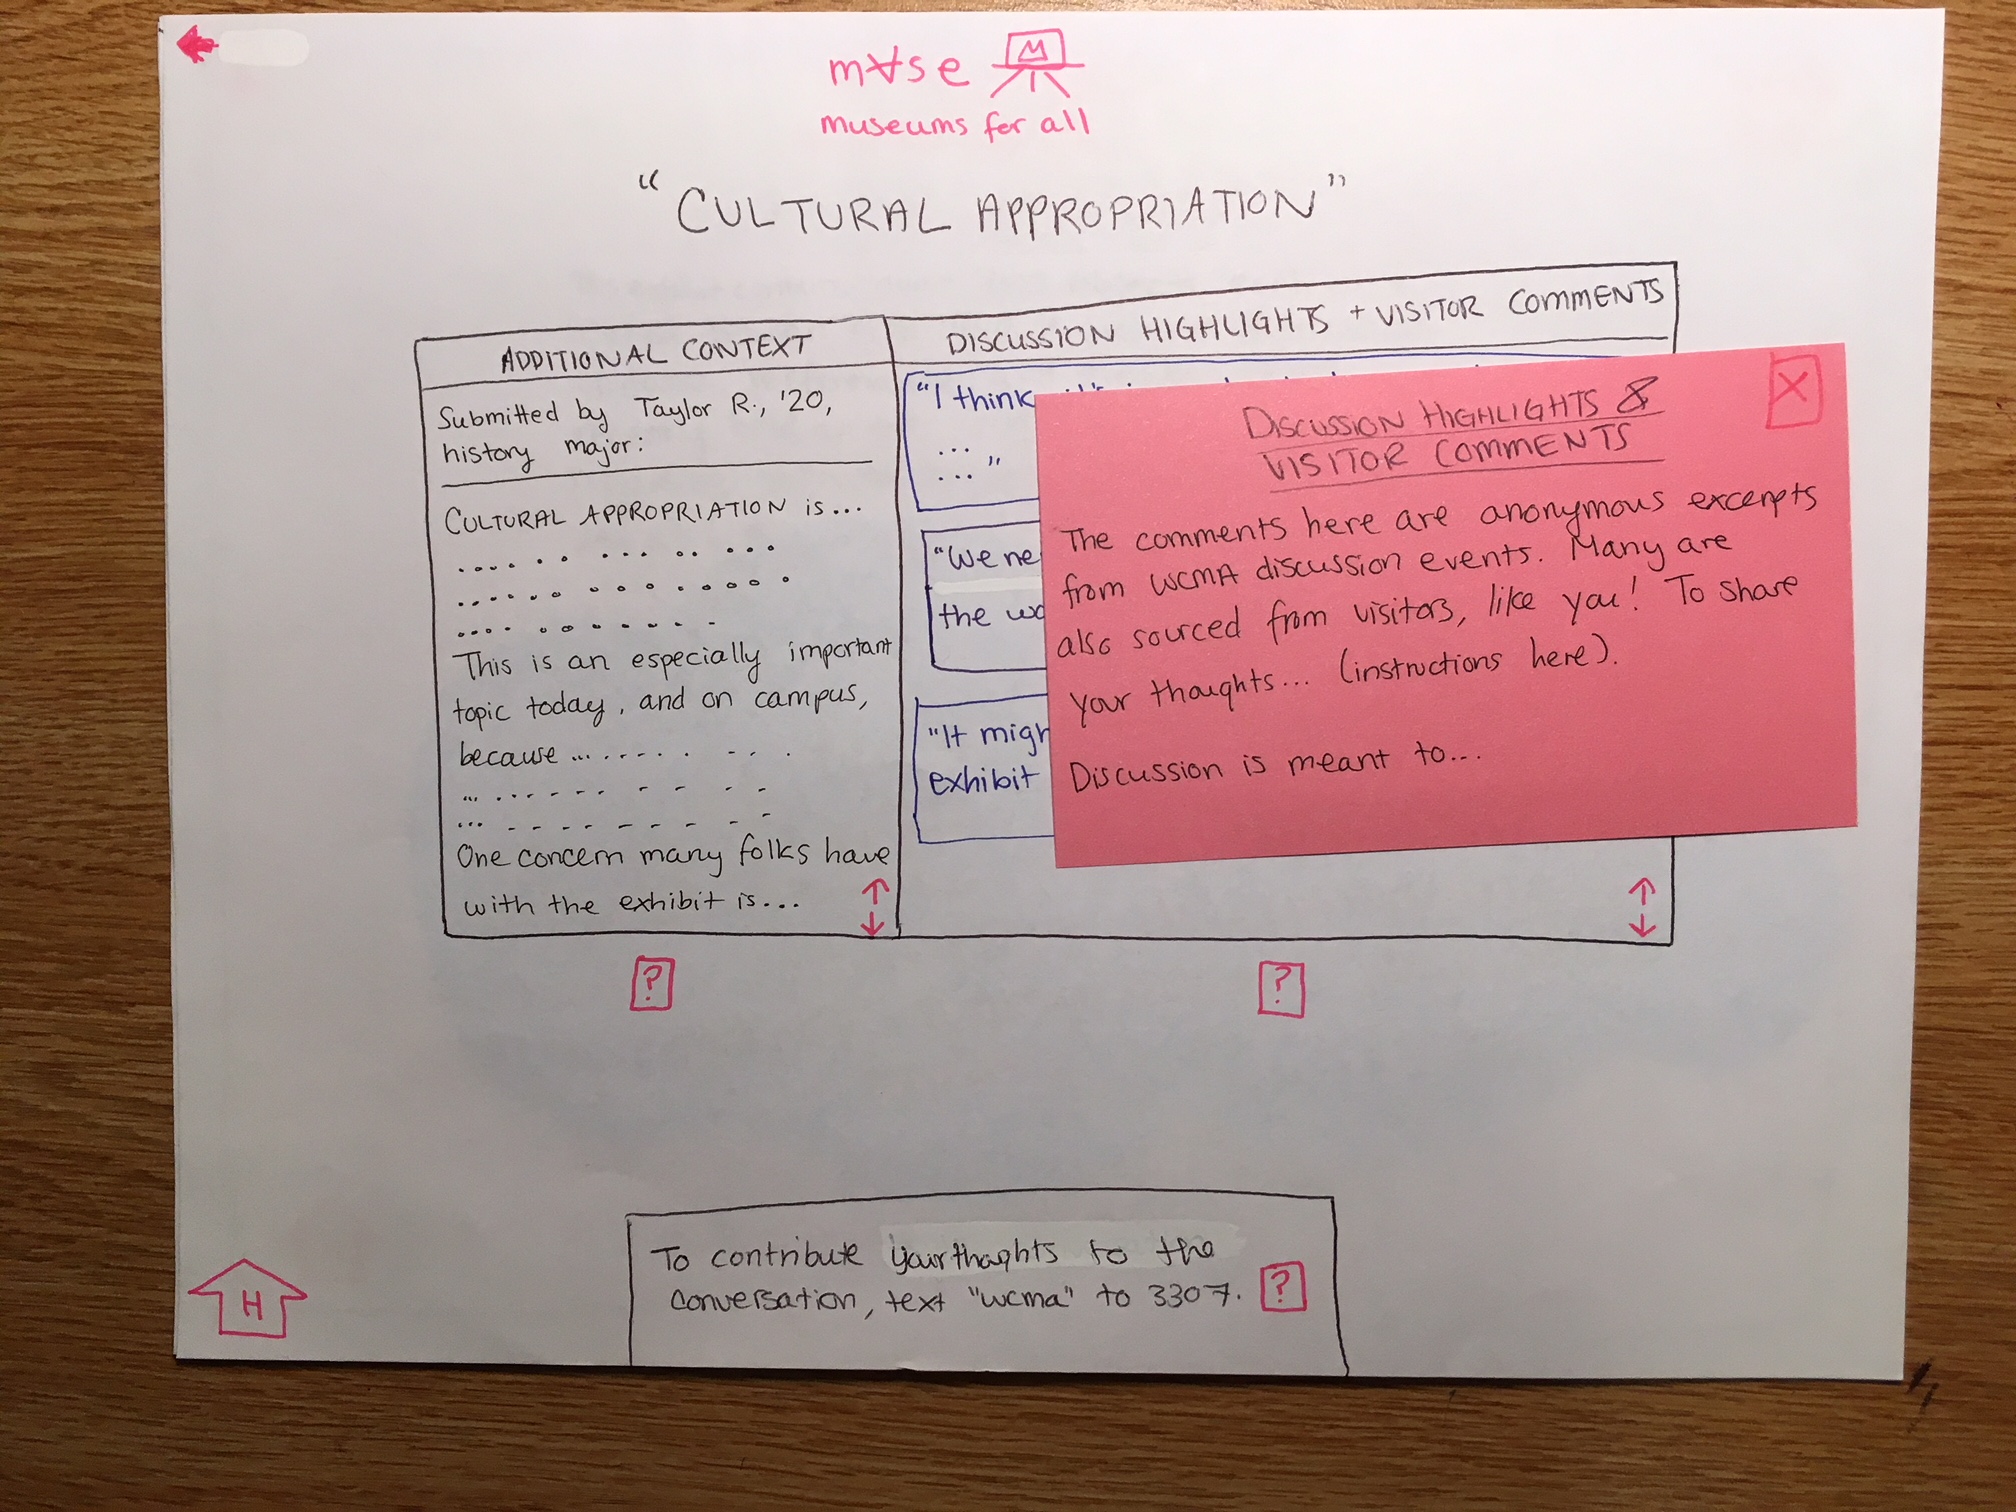 m∀se M
museums for all
"CULTURAL APPROPRIATION"
ADDITIONAL CONTEXT
Submitted by Taylor R., '20,
history major:
CULTURAL APPROPRIATION is...
This is an especially important
topic today, and on campus,
because ...
One concern many folks have
with the exhibit is...
?
DISCUSSION HIGHLIGHTS + VISITOR COMMENTS
"I think
...
..."
"We ne
the wo
"It migh
exhibit
?
X
DISCUSSION HIGHLIGHTS &
VISITOR COMMENTS
The comments here are anonymous excerpts
from WCMA discussion events. Many are
also sourced from visitors, like you! To share
your thoughts... (instructions here).
Discussion is meant to...
To contribute your thoughts to the
conversation, text "wcma" to 3307.
?
H